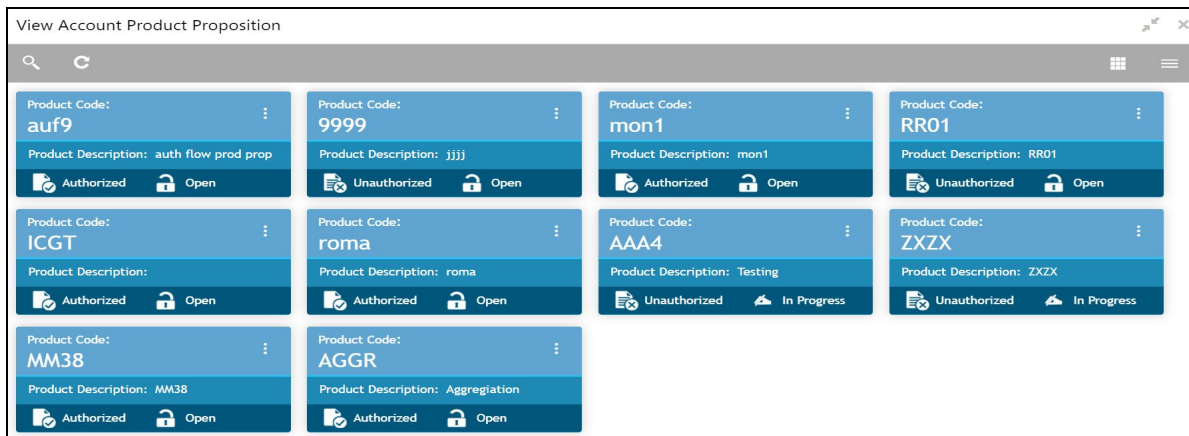 View Account Product Proposition
Product Code:
auf9
Product Description: auth flow prod prop
Authorized Open
Product Code:
9999
Product Description: jjjj
Unauthorized Open
Product Code:
mon1
Product Description: mon1
Authorized Open
Product Code:
RR01
Product Description: RR01
Unauthorized Open
Product Code:
ICGT
Product Description:
Authorized Open
Product Code:
roma
Product Description: roma
Authorized Open
Product Code:
AAA4
Product Description: Testing
Unauthorized In Progress
Product Code:
ZXZX
Product Description: ZXZX
Unauthorized In Progress
Product Code:
MM38
Product Description: MM38
Authorized Open
Product Code:
AGGR
Product Description: Aggregiation
Authorized Open